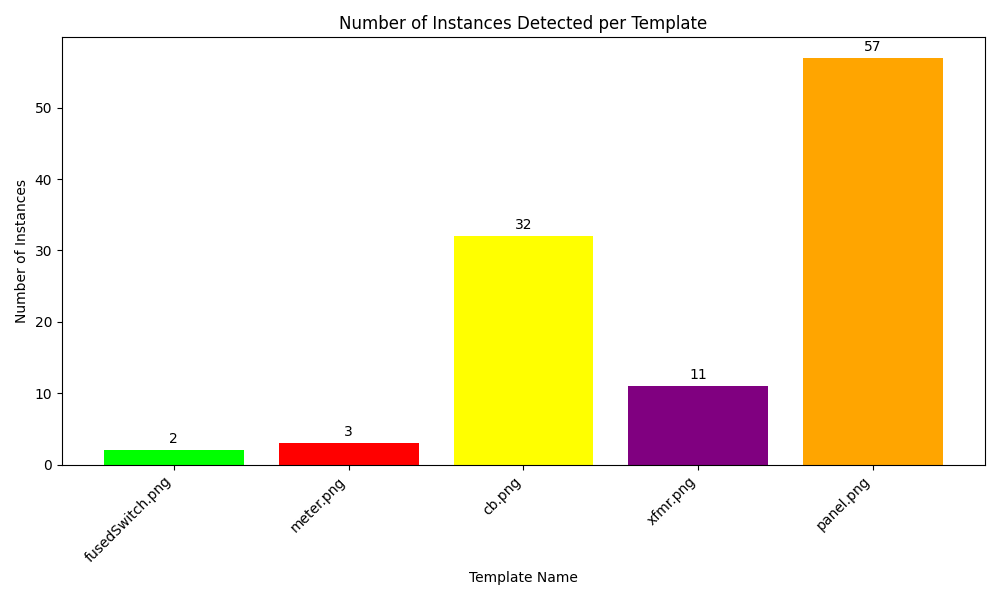 Number of Instances Detected per Template
Number of Instances
50
40
30
20
10
0
2
3
32
11
57
fusedSwitch.png
meter.png
cb.png
xfmr.png
panel.png
Template Name